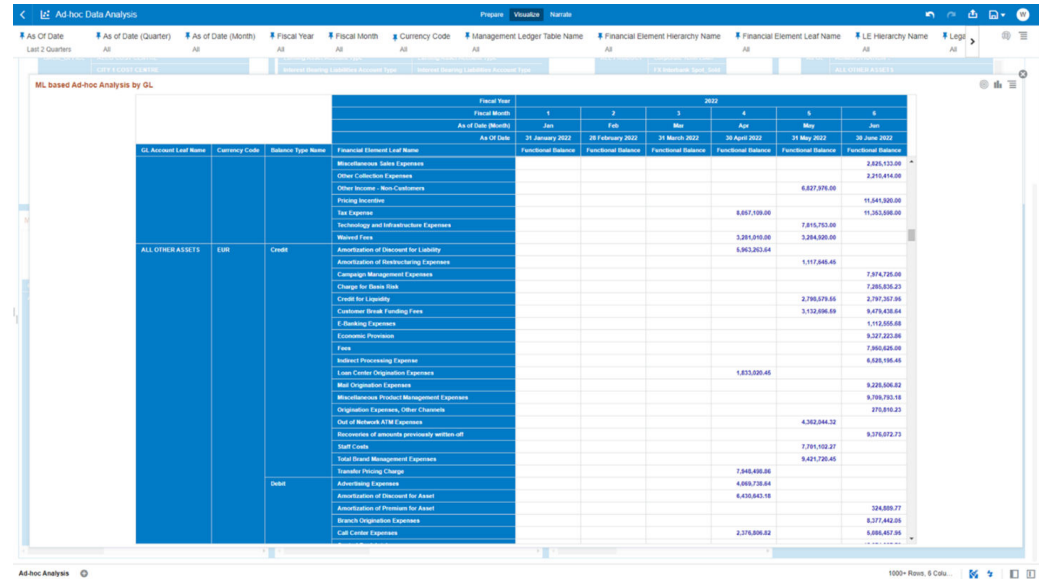 Ad-hoc Data Analysis
Prepare Visualize Narrate
W
As Of Date As of Date (Quarter) As of Date (Month) Fiscal Year Fiscal Month Currency Code Management Ledger Table Name Financial Element Hierarchy Name Financial Element Leaf Name LE Hierarchy Name Lega
Last 2 Quarters All All All All All All All All All All
ML based Ad-hoc Analysis by GL
Fiscal Year 2022
Fiscal Month 1 2 3 4 5 6
As of Date (Month) Jan Feb Mar Apr May Jun
As Of Date 31 January 2022 28 February 2022 31 March 2022 30 April 2022 31 May 2022 30 June 2022
GL Account Leaf Name Currency Code Balance Type Name Financial Element Leaf Name Functional Balance Functional Balance Functional Balance Functional Balance Functional Balance Functional Balance
Miscellaneous Sales Expenses 2,825,133.00
Other Collection Expenses 2,210,414.00
Other Income - Non-Customers 6,827,976.00
Pricing Incentive 11,541,920.00
Tax Expense 8,057,109.00 11,353,598.00
Technology and Infrastructure Expenses 7,015,753.00
Waived Fees 3,281,010.00 3,284,020.00
ALL OTHER ASSETS EUR Credit Amortization of Discount for Liability 6,963,263.64
Amortization of Restructuring Expenses 1,117,545.45
Campaign Management Expenses 7,974,725.00
Charge for Basis Risk 7,285,835.23
Credit for Liquidity 2,798,579.55 2,797,357.95
Customer Break Funding Fees 3,132,696.59 9,479,438.64
E-Banking Expenses 1,112,555.68
Economic Provision 9,327,223.86
Fees 7,950,625.00
Indirect Processing Expense 6,520,195.45
Loan Center Origination Expenses 1,833,020.45
Mail Origination Expenses 9,228,506.82
Miscellaneous Product Management Expenses 9,709,793.18
Origination Expenses, Other Channels 270,810.23
Out of Network ATM Expenses 4,382,044.32
Recoveries of amounts previously written-off 9,376,072.73
Staff Costs 7,781,102.27
Total Brand Management Expenses 9,421,720.45
Transfer Pricing Charge 7,948,498.86
Debit Advertising Expenses 4,069,738.64
Amortization of Discount for Asset 6,430,643.18
Amortization of Premium for Asset 324,889.77
Branch Origination Expenses 8,377,442.05
Call Center Expenses 2,376,806.82 8,080,457.95
Ad-hoc Analysis
1000+ Rows, 6 Colu...